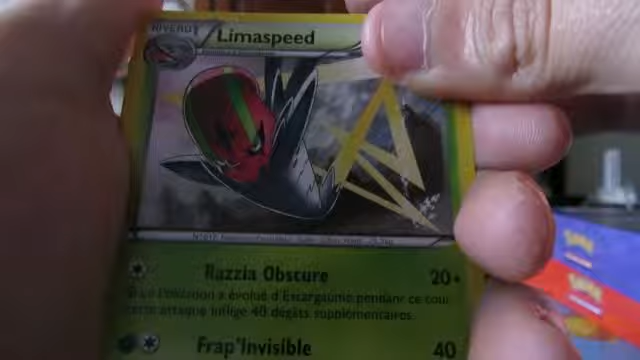 NIVEAU
Limaspeed
Razzia Obscure 20+
Si ce Pokémon a évolué d'Escargaume pendant ce tour,
cette attaque inflige 40 dégâts supplémentaires.
Frap'Invisible 40